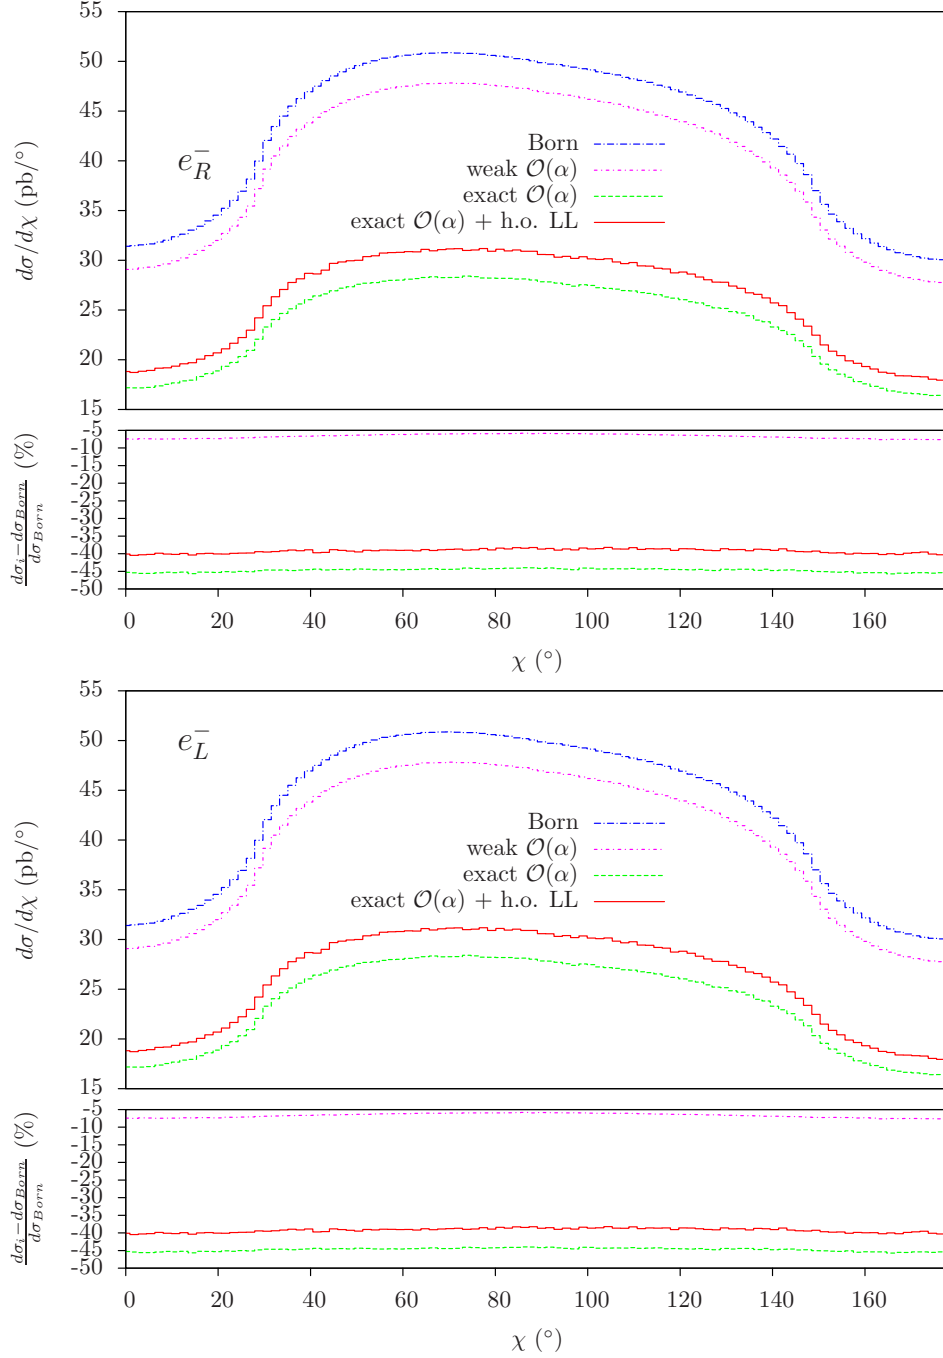 55
50
45
40
35
30
25
20
15
dσ/dχ (pb/°)
e_R^-
Born
weak 𝒪(α)
exact 𝒪(α)
exact 𝒪(α) + h.o. LL
-5
-10
-15
-20
-25
-30
-35
-40
-45
-50
dσ_i−dσ_Born / dσ_Born (%)
0 20 40 60 80 100 120 140 160
χ (°)
55
50
45
40
35
30
25
20
15
dσ/dχ (pb/°)
e_L^-
Born
weak 𝒪(α)
exact 𝒪(α)
exact 𝒪(α) + h.o. LL
-5
-10
-15
-20
-25
-30
-35
-40
-45
-50
dσ_i−dσ_Born / dσ_Born (%)
0 20 40 60 80 100 120 140 160
χ (°)